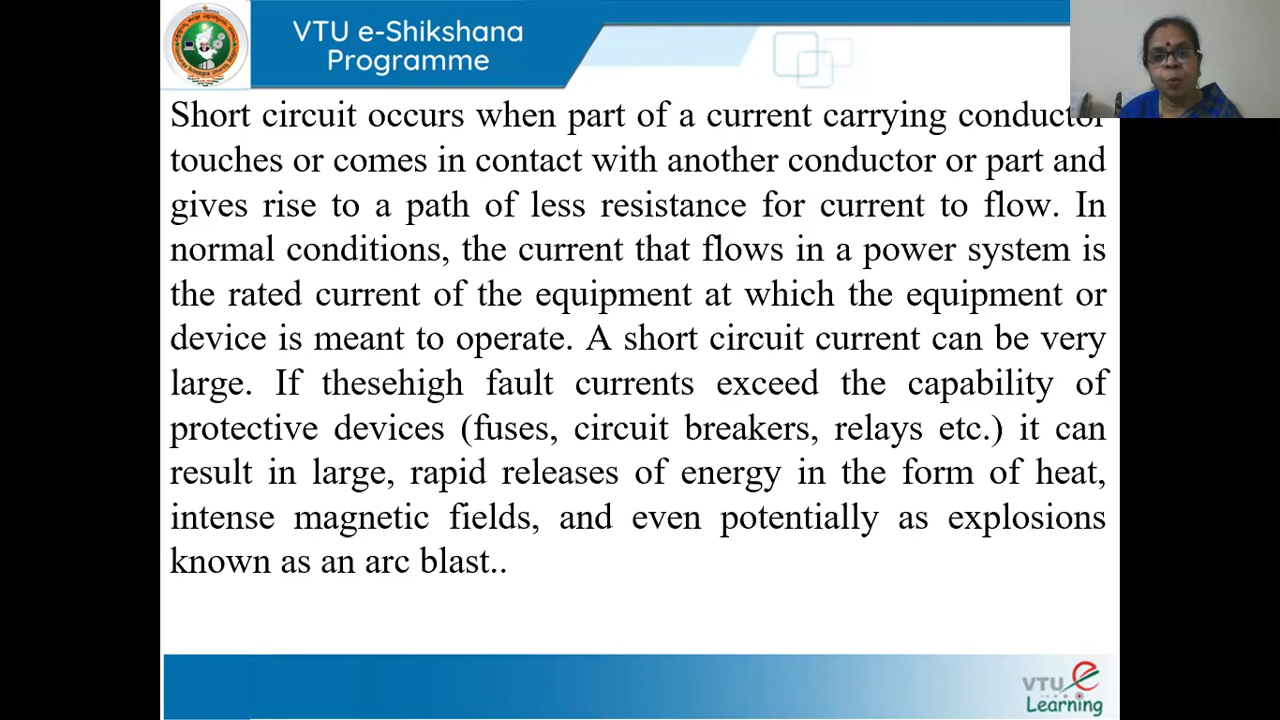 VTU e-Shikshana
Programme
Short circuit occurs when part of a current carrying conductor
touches or comes in contact with another conductor or part and
gives rise to a path of less resistance for current to flow. In
normal conditions, the current that flows in a power system is
the rated current of the equipment at which the equipment or
device is meant to operate. A short circuit current can be very
large. If thesehigh fault currents exceed the capability of
protective devices (fuses, circuit breakers, relays etc.) it can
result in large, rapid releases of energy in the form of heat,
intense magnetic fields, and even potentially as explosions
known as an arc blast..
VTU e
Learning